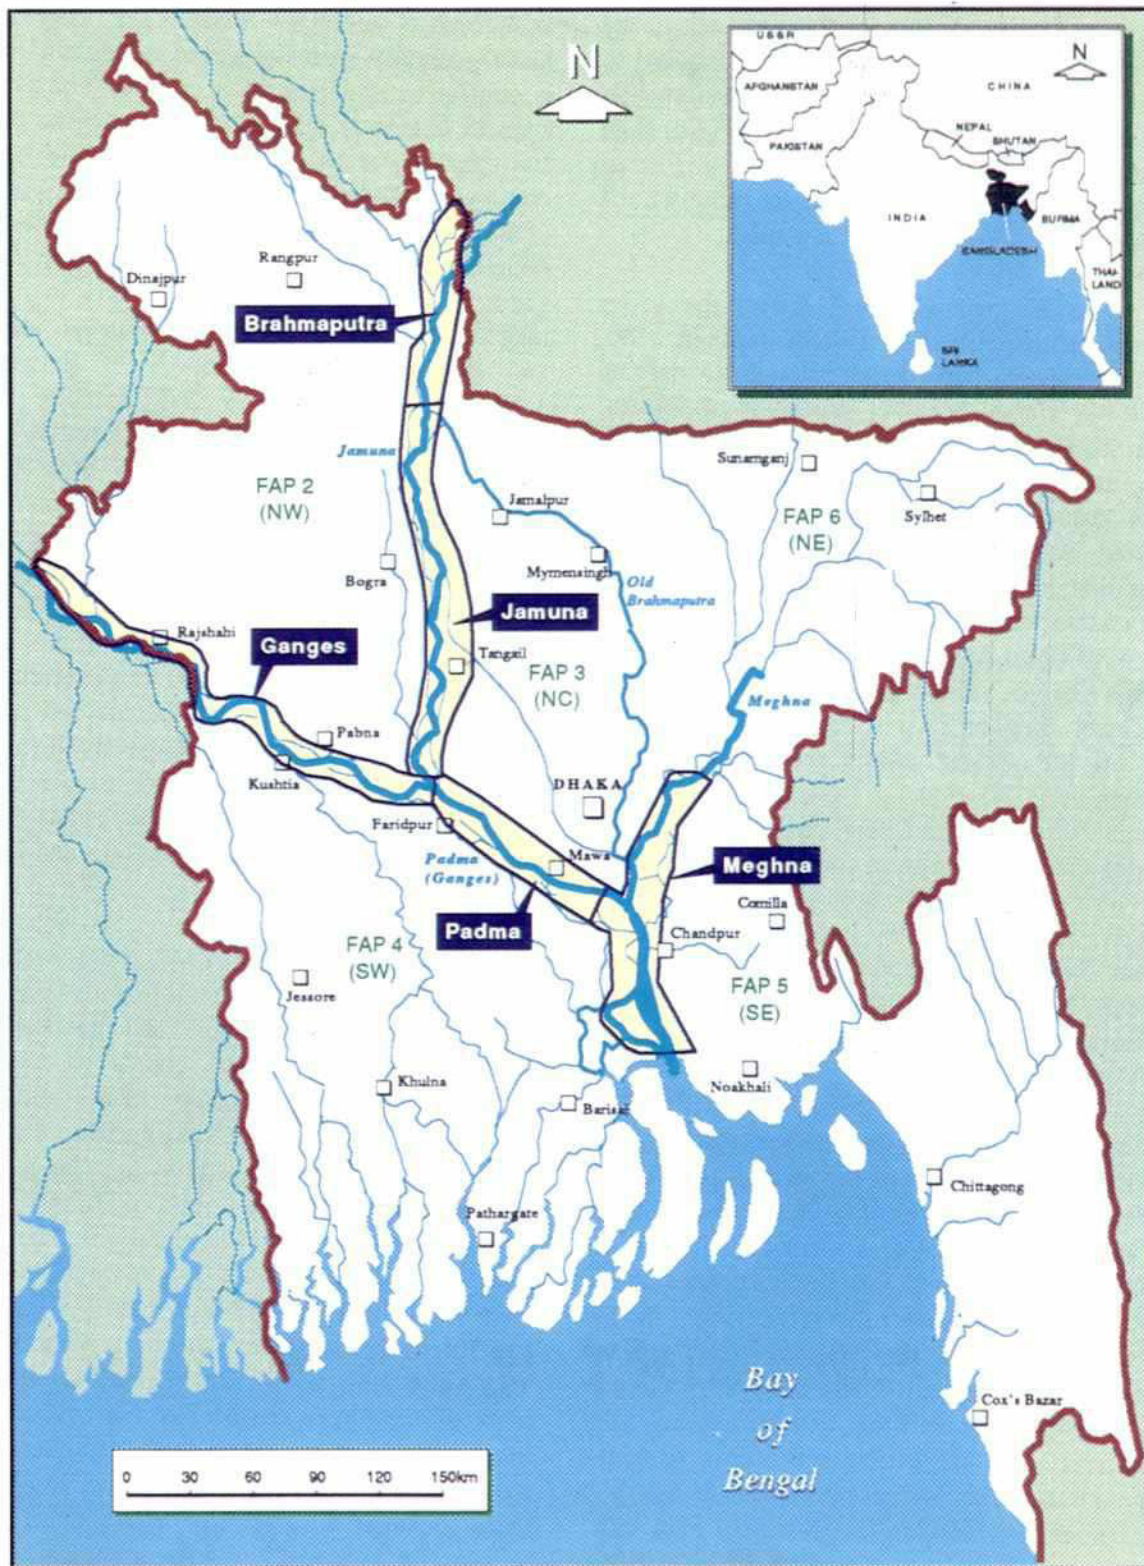 N
USSR
N
AFGHANISTAN
CHINA
NEPAL
BHUTAN
PAKISTAN
INDIA
BURMA
BANGLADESH
THAI-
LAND
SRI
LANKA
Rangpur
Dinajpur
Brahmaputra
Jamuna
Sunamganj
FAP 2
(NW)
Jamalpur
FAP 6
(NE)
Sylhet
Mymensingh
Bogra
Old
Brahmaputra
Jamuna
Rajshahi
Ganges
Tangail
FAP 3
(NC)
Meghna
Pabna
Kushtia
DHAKA
Faridpur
Padma
(Ganges)
Mawa
Meghna
Padma
Comilla
Chandpur
FAP 4
(SW)
Jessore
FAP 5
(SE)
Khulna
Noakhali
Barisal
Chittagong
Pathargate
Bay
of
Bengal
Cox's Bazar
0 30 60 90 120 150km